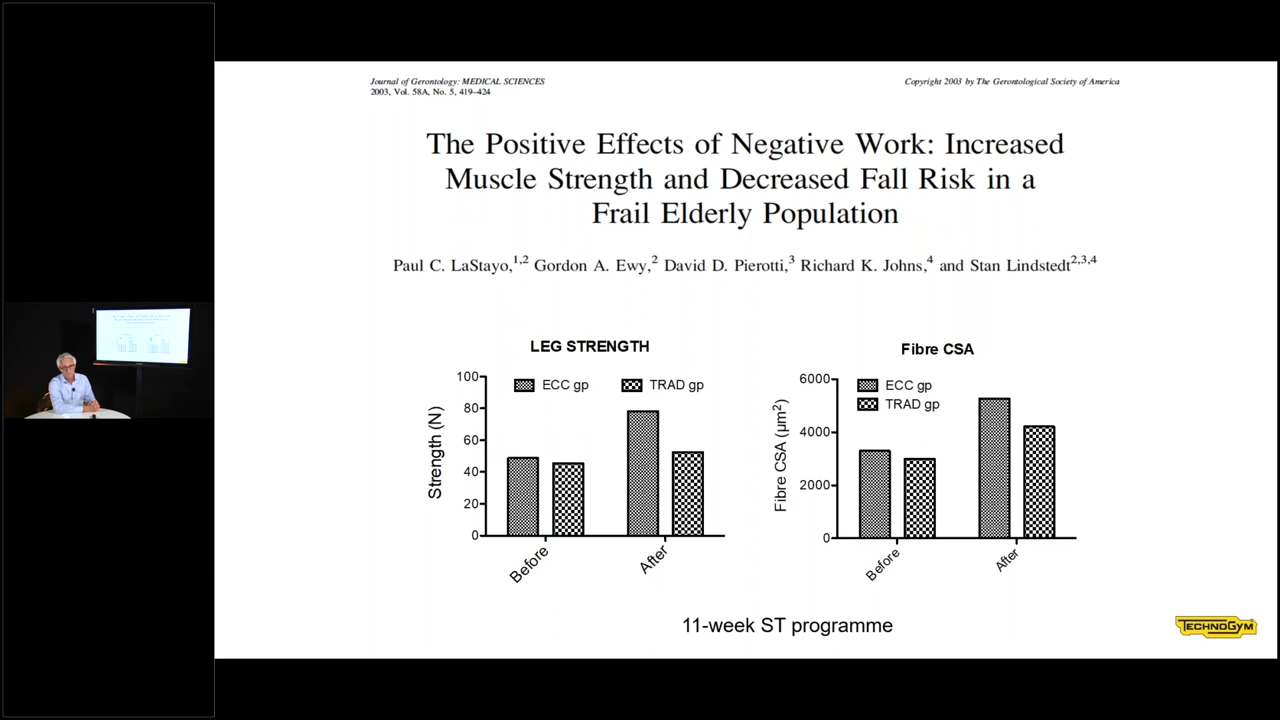 Journal of Gerontology: MEDICAL SCIENCES
2003, Vol. 58A, No. 5, 419–424
Copyright 2003 by The Gerontological Society of America
The Positive Effects of Negative Work: Increased
Muscle Strength and Decreased Fall Risk in a
Frail Elderly Population
Paul C. LaStayo,1,2 Gordon A. Ewy,2 David D. Pierotti,3 Richard K. Johns,4 and Stan Lindstedt2,3,4
LEG STRENGTH
ECC gp
TRAD gp
Strength (N)
100
80
60
40
20
0
Before
After
Fibre CSA
ECC gp
TRAD gp
Fibre CSA (µm2)
6000
4000
2000
0
Before
After
11-week ST programme
TECHNOGYM